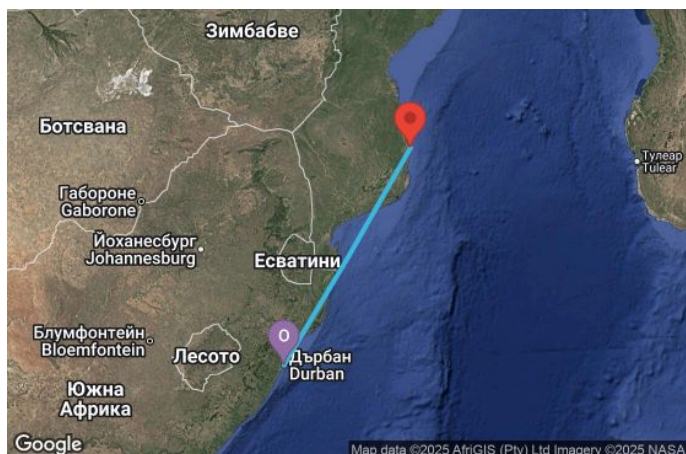 Зимбабве
Ботсвана
Тулеар
Tulear
Габороне
Gaborone
Йоханесбург
Johannesburg
Есватини
O
Блумфонтейн
Bloemfontein
Лесото
Дърбан
Durban
Южна
Африка
Google
Map data ©2025 AfriGIS (Pty) Ltd Imagery ©2025 NASA